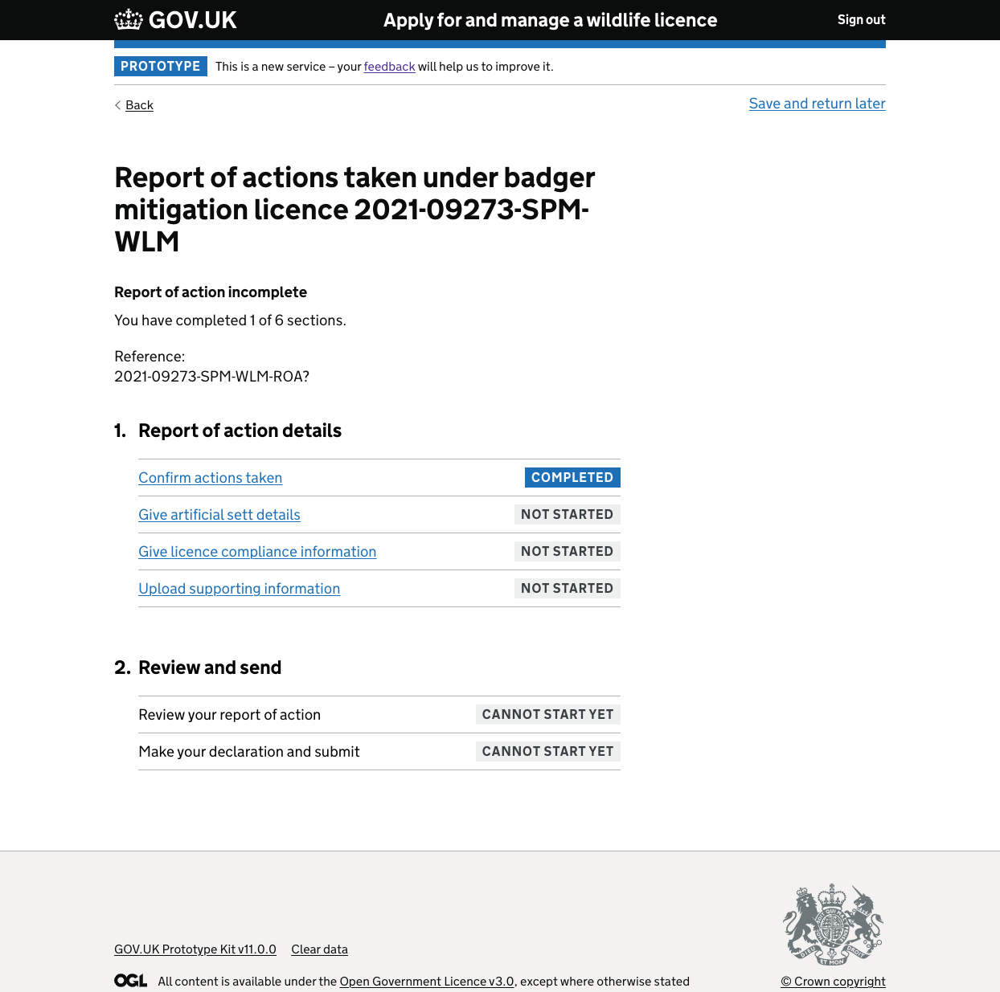 GOV.UK Apply for and manage a wildlife licence Sign out
PROTOTYPE This is a new service – your feedback will help us to improve it.
Back Save and return later
Report of actions taken under badger
mitigation licence 2021-09273-SPM-
WLM
Report of action incomplete
You have completed 1 of 6 sections.
Reference:
2021-09273-SPM-WLM-ROA?
1. Report of action details
Confirm actions taken COMPLETED
Give artificial sett details NOT STARTED
Give licence compliance information NOT STARTED
Upload supporting information NOT STARTED
2. Review and send
Review your report of action CANNOT START YET
Make your declaration and submit CANNOT START YET
GOV.UK Prototype Kit v11.0.0 Clear data
OGL All content is available under the Open Government Licence v3.0, except where otherwise stated © Crown copyright